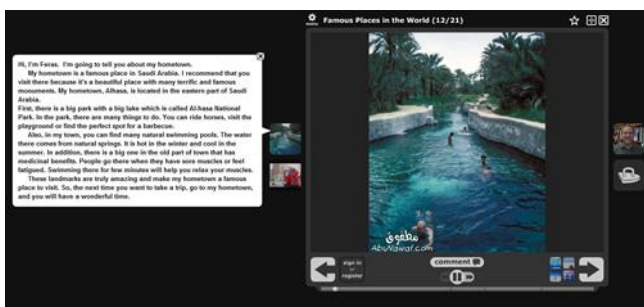 Hi, I'm Feras. I'm going to tell you about my hometown.
My hometown is a famous place in Saudi Arabia. I recommend that you
visit there because it's a beautiful place with many terrific and famous
monuments. My hometown, Alhasa, is located in the eastern part of Saudi
Arabia.
First, there is a big park with a big lake which is called Al-hasa National
Park. In the park, there are many things to do. You can ride horses, visit the
playground or find the perfect spot for a barbecue.
Also, in my town, you can find many natural swimming pools. The water
there comes from natural springs. It is hot in the winter and cool in the
summer. In addition, there is a big one in the old part of town that has
medicinal benefits. People go there when they have sore muscles or feel
fatigued. Swimming there for few minutes will help you relax your muscles.
These landmarks are truly amazing and make my hometown a famous
place to visit. So, the next time you want to take a trip, go to my hometown,
and you will have a wonderful time.
Famous Places in the World (12/21)
AbuNawaf.com
sign in
or
register
comment